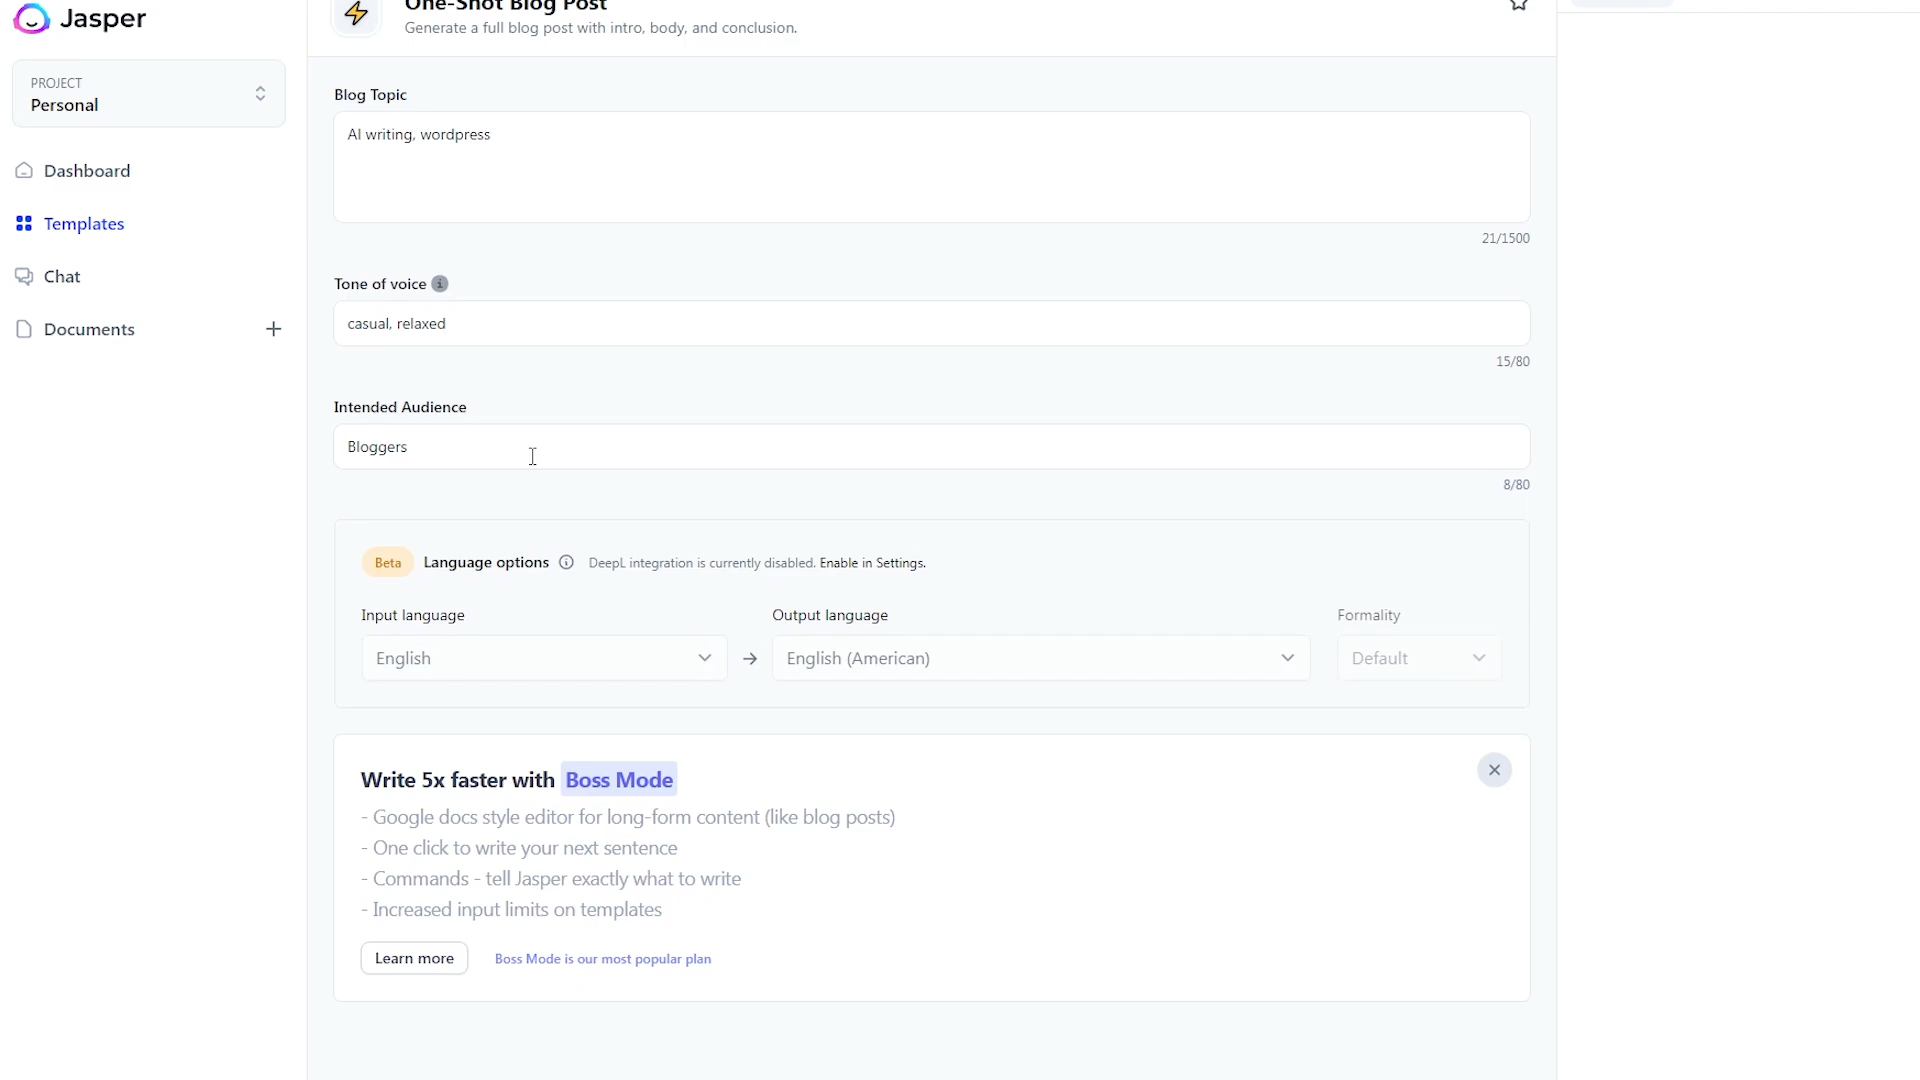 Jasper
One-Shot Blog Post
Generate a full blog post with intro, body, and conclusion.
PROJECT
Personal
Dashboard
Templates
Chat
Documents
Blog Topic
AI writing, wordpress
21/1500
Tone of voice
casual, relaxed
15/80
Intended Audience
Bloggers
8/80
Beta Language options DeepL integration is currently disabled. Enable in Settings.
Input language Output language Formality
English → English (American) Default
Write 5x faster with Boss Mode
- Google docs style editor for long-form content (like blog posts)
- One click to write your next sentence
- Commands - tell Jasper exactly what to write
- Increased input limits on templates
Learn more Boss Mode is our most popular plan